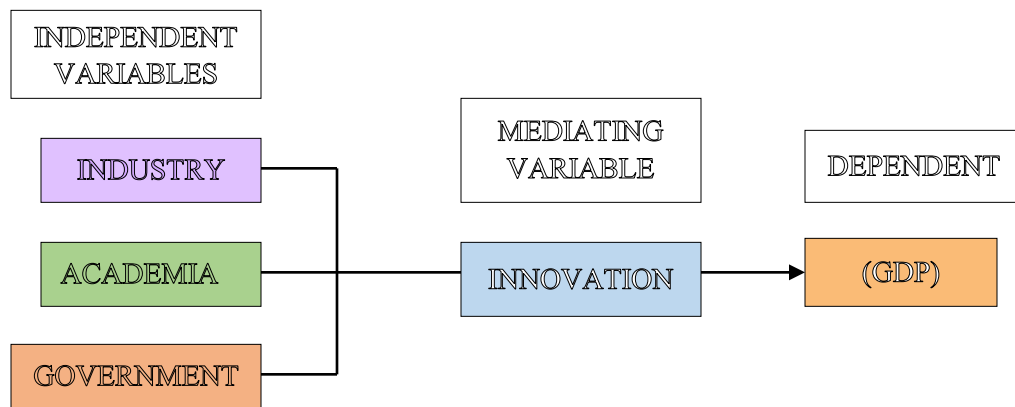 INDEPENDENT
VARIABLES
INDUSTRY
ACADEMIA
GOVERNMENT
MEDIATING
VARIABLE
INNOVATION
DEPENDENT
(GDP)